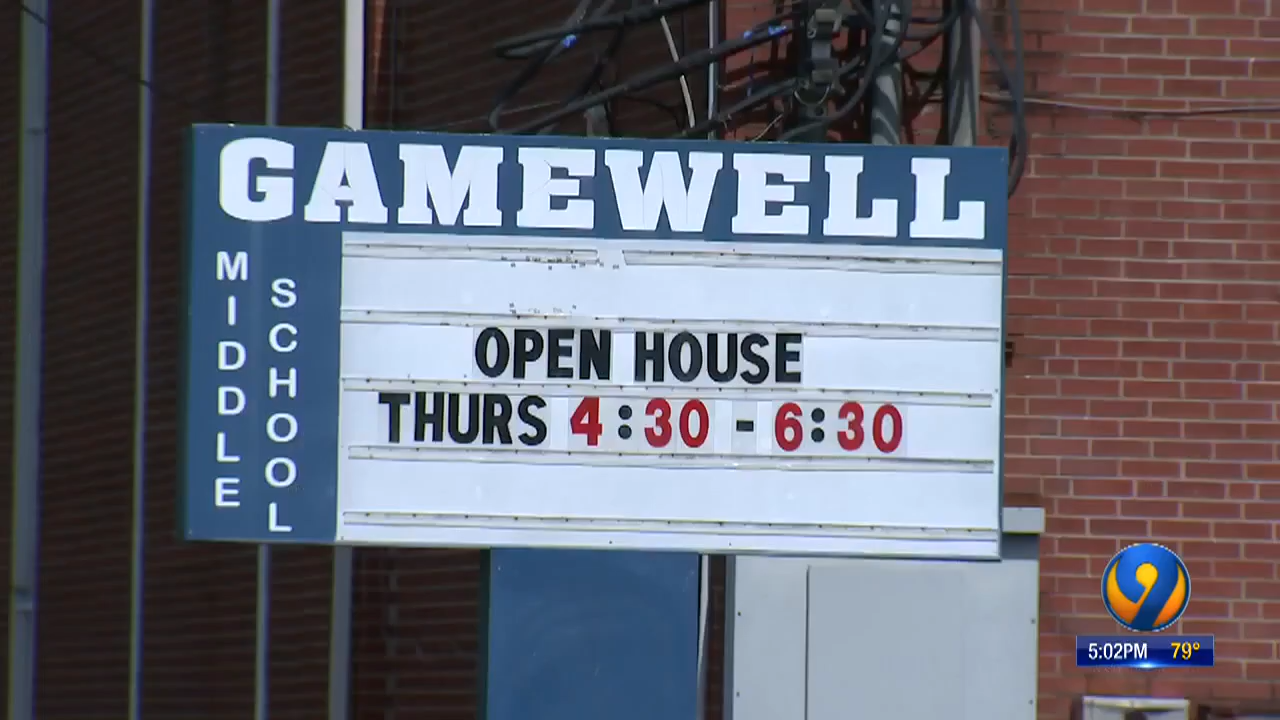 GAMEWELL
MIDDLE
SCHOOL
OPEN HOUSE
THURS 4:30 - 6:30
9
5:02PM 79°